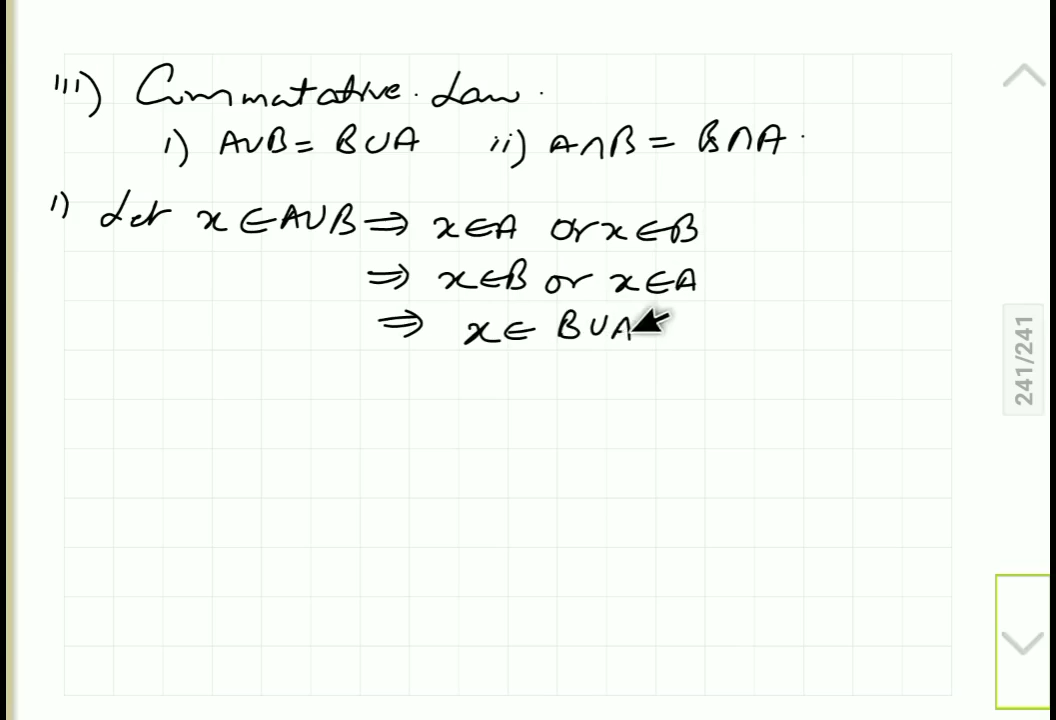 iii) Commutative Law.
i) A∪B = B∪A ii) A∩B = B∩A.
i) Let x ∈ A∪B ⇒ x∈A or x∈B
⇒ x∈B or x∈A
⇒ x∈ B∪A
241/241